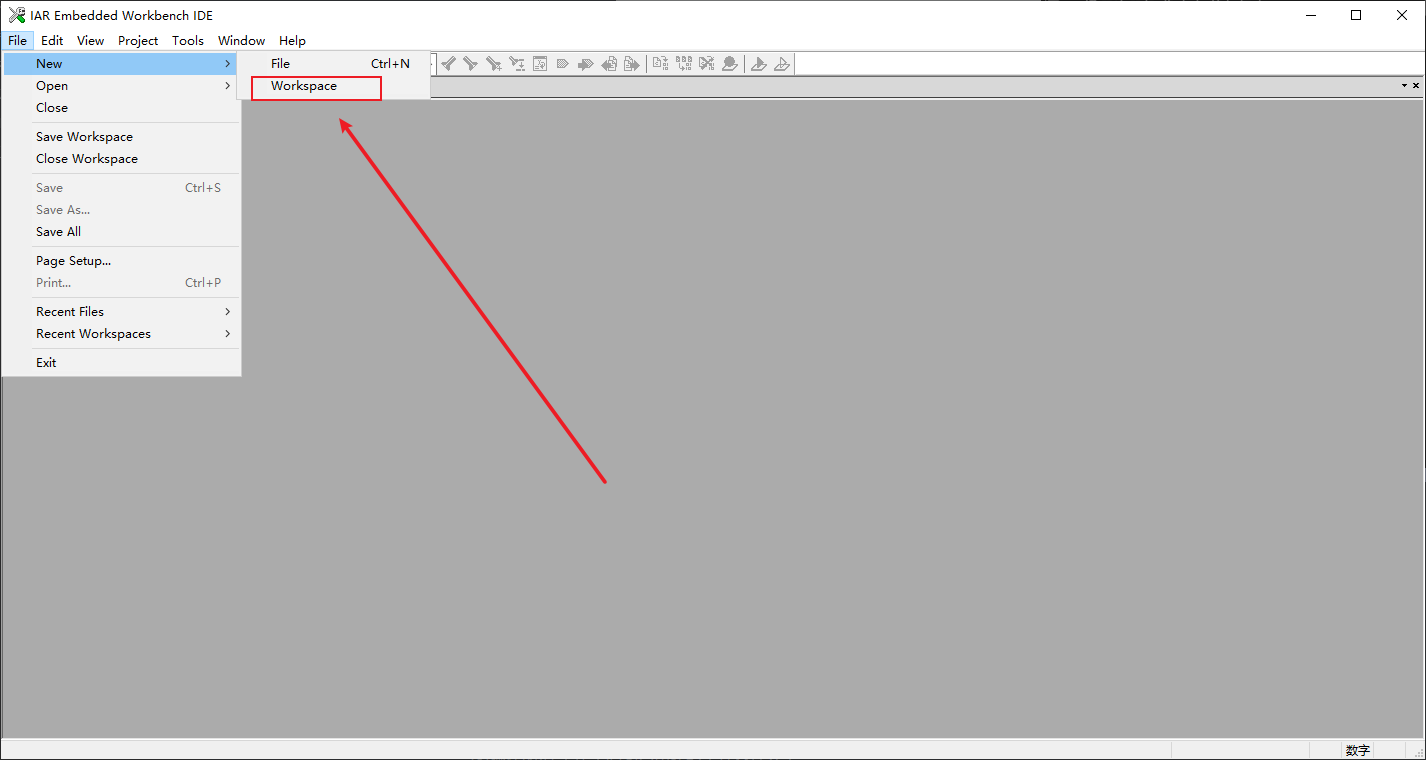 IAR Embedded Workbench IDE
File Edit View Project Tools Window Help
New
File Ctrl+N
Open
Workspace
Close
Save Workspace
Close Workspace
Save Ctrl+S
Save As...
Save All
Page Setup...
Print... Ctrl+P
Recent Files
Recent Workspaces
Exit
数字